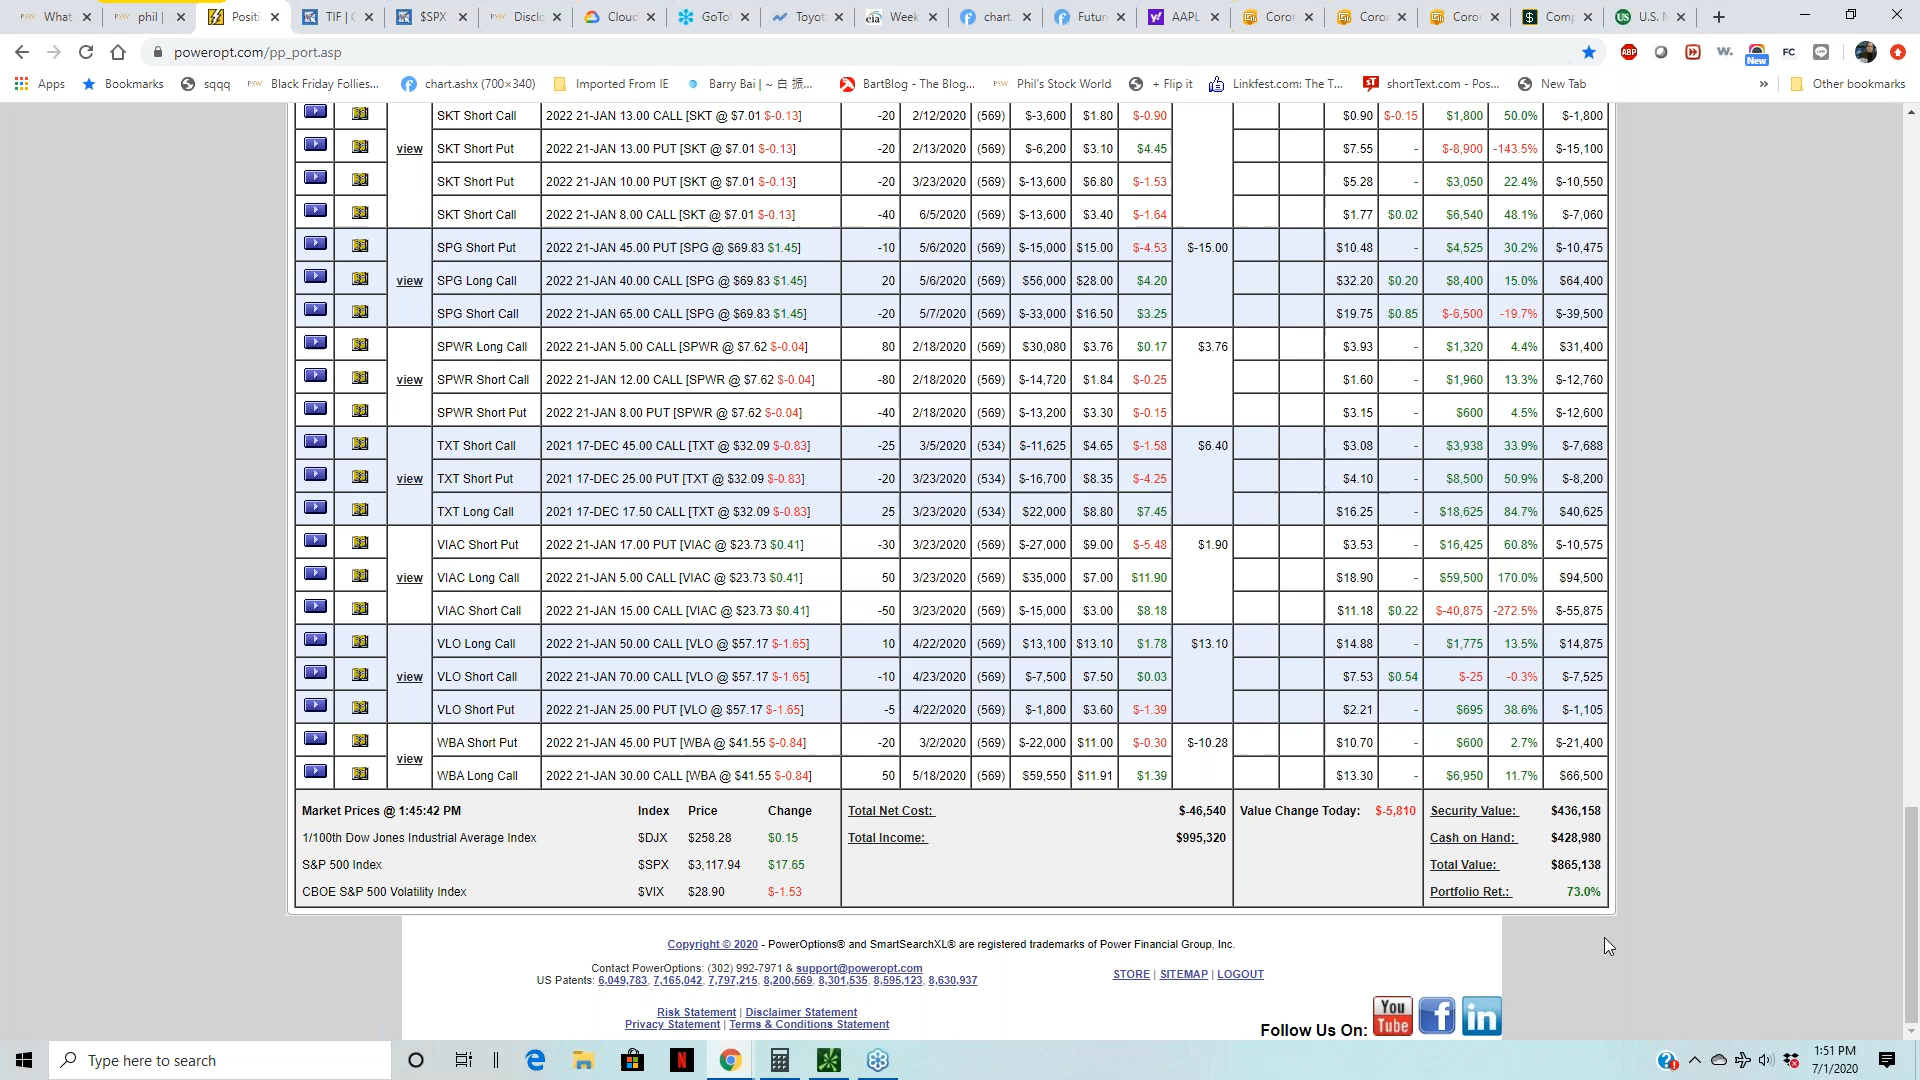 What
phil |
Positi
TIF | (
$SPX
Disclo
Clouc
GoTo
Toyot
Week
chart.
Futur
AAPL
Coror
Coror
Coror
Comp
U.S. M
poweropt.com/pp_port.asp
Apps Bookmarks sqqq Black Friday Follies... chart.ashx (700×340) Imported From IE Barry Bai | ~ 白 振... BartBlog - The Blog... Phil's Stock World + Flip it Linkfest.com: The T... shortText.com - Pos... New Tab » Other bookmarks
SKT Short Call 2022 21-JAN 13.00 CALL [SKT @ $7.01 $-0.13] -20 2/12/2020 (569) $-3,600 $1.80 $-0.90 $0.90 $-0.15 $1,800 50.0% $-1,800
view SKT Short Put 2022 21-JAN 13.00 PUT [SKT @ $7.01 $-0.13] -20 2/13/2020 (569) $-6,200 $3.10 $4.45 $7.55 - $-8,900 -143.5% $-15,100
SKT Short Put 2022 21-JAN 10.00 PUT [SKT @ $7.01 $-0.13] -20 3/23/2020 (569) $-13,600 $6.80 $-1.53 $5.28 - $3,050 22.4% $-10,550
SKT Short Call 2022 21-JAN 8.00 CALL [SKT @ $7.01 $-0.13] -40 6/5/2020 (569) $-13,600 $3.40 $-1.64 $1.77 $0.02 $6,540 48.1% $-7,060
SPG Short Put 2022 21-JAN 45.00 PUT [SPG @ $69.83 $1.45] -10 5/6/2020 (569) $-15,000 $15.00 $-4.53 $-15.00 $10.48 - $4,525 30.2% $-10,475
view SPG Long Call 2022 21-JAN 40.00 CALL [SPG @ $69.83 $1.45] 20 5/6/2020 (569) $56,000 $28.00 $4.20 $32.20 $0.20 $8,400 15.0% $64,400
SPG Short Call 2022 21-JAN 65.00 CALL [SPG @ $69.83 $1.45] -20 5/7/2020 (569) $-33,000 $16.50 $3.25 $19.75 $0.85 $-6,500 -19.7% $-39,500
SPWR Long Call 2022 21-JAN 5.00 CALL [SPWR @ $7.62 $-0.04] 80 2/18/2020 (569) $30,080 $3.76 $0.17 $3.76 $3.93 - $1,320 4.4% $31,400
view SPWR Short Call 2022 21-JAN 12.00 CALL [SPWR @ $7.62 $-0.04] -80 2/18/2020 (569) $-14,720 $1.84 $-0.25 $1.60 - $1,960 13.3% $-12,760
SPWR Short Put 2022 21-JAN 8.00 PUT [SPWR @ $7.62 $-0.04] -40 2/18/2020 (569) $-13,200 $3.30 $-0.15 $3.15 - $600 4.5% $-12,600
TXT Short Call 2021 17-DEC 45.00 CALL [TXT @ $32.09 $-0.83] -25 3/5/2020 (534) $-11,625 $4.65 $-1.58 $6.40 $3.08 - $3,938 33.9% $-7,688
view TXT Short Put 2021 17-DEC 25.00 PUT [TXT @ $32.09 $-0.83] -20 3/23/2020 (534) $-16,700 $8.35 $-4.25 $4.10 - $8,500 50.9% $-8,200
TXT Long Call 2021 17-DEC 17.50 CALL [TXT @ $32.09 $-0.83] 25 3/23/2020 (534) $22,000 $8.80 $7.45 $16.25 - $18,625 84.7% $40,625
VIAC Short Put 2022 21-JAN 17.00 PUT [VIAC @ $23.73 $0.41] -30 3/23/2020 (569) $-27,000 $9.00 $-5.48 $1.90 $3.53 - $16,425 60.8% $-10,575
view VIAC Long Call 2022 21-JAN 5.00 CALL [VIAC @ $23.73 $0.41] 50 3/23/2020 (569) $35,000 $7.00 $11.90 $18.90 - $59,500 170.0% $94,500
VIAC Short Call 2022 21-JAN 15.00 CALL [VIAC @ $23.73 $0.41] -50 3/23/2020 (569) $-15,000 $3.00 $8.18 $11.18 $0.22 $-40,875 -272.5% $-55,875
VLO Long Call 2022 21-JAN 50.00 CALL [VLO @ $57.17 $-1.65] 10 4/22/2020 (569) $13,100 $13.10 $1.78 $13.10 $14.88 - $1,775 13.5% $14,875
view VLO Short Call 2022 21-JAN 70.00 CALL [VLO @ $57.17 $-1.65] -10 4/23/2020 (569) $-7,500 $7.50 $0.03 $7.53 $0.54 $-25 -0.3% $-7,525
VLO Short Put 2022 21-JAN 25.00 PUT [VLO @ $57.17 $-1.65] -5 4/22/2020 (569) $-1,800 $3.60 $-1.39 $2.21 - $695 38.6% $-1,105
WBA Short Put 2022 21-JAN 45.00 PUT [WBA @ $41.55 $-0.84] -20 3/2/2020 (569) $-22,000 $11.00 $-0.30 $-10.28 $10.70 - $600 2.7% $-21,400
view WBA Long Call 2022 21-JAN 30.00 CALL [WBA @ $41.55 $-0.84] 50 5/18/2020 (569) $59,550 $11.91 $1.39 $13.30 - $6,950 11.7% $66,500
Market Prices @ 1:45:42 PM Index Price Change Total Net Cost: $-46,540 Value Change Today: $-5,810 Security Value: $436,158
1/100th Dow Jones Industrial Average Index $DJX $258.28 $0.15 Total Income: $995,320 Cash on Hand: $428,980
S&P 500 Index $SPX $3,117.94 $17.65 Total Value: $865,138
CBOE S&P 500 Volatility Index $VIX $28.90 $-1.53 Portfolio Ret.: 73.0%
Copyright © 2020 - PowerOptions® and SmartSearchXL® are registered trademarks of Power Financial Group, Inc.
Contact PowerOptions: (302) 992-7971 & support@poweropt.com
US Patents: 6,049,783, 7,165,042, 7,797,215, 8,200,569, 8,301,535, 8,595,123, 8,630,937
STORE | SITEMAP | LOGOUT
Risk Statement | Disclaimer Statement
Privacy Statement | Terms & Conditions Statement
Follow Us On: You Tube f in
Type here to search
1:51 PM
7/1/2020